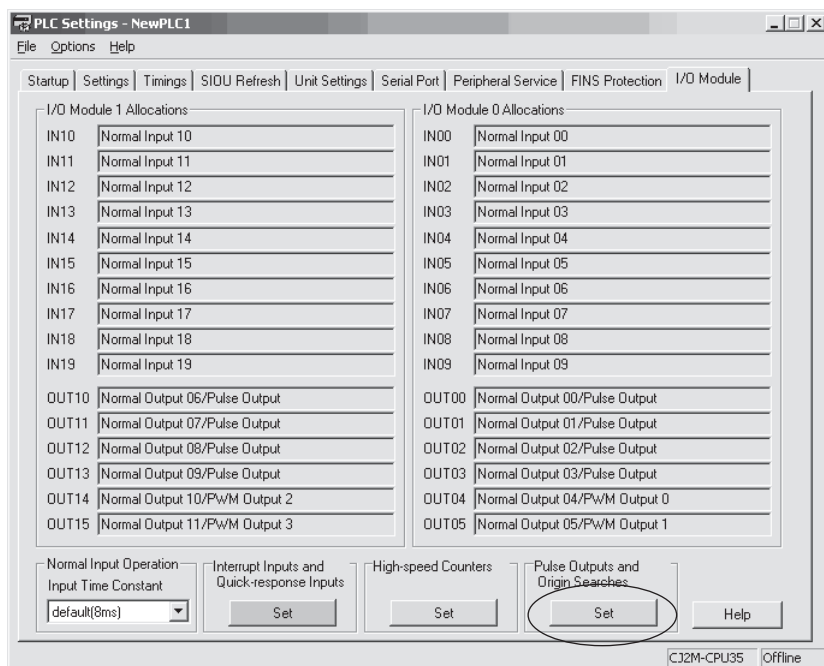 PLC Settings - NewPLC1
File Options Help
Startup Settings Timings SIOU Refresh Unit Settings Serial Port Peripheral Service FINS Protection I/O Module
I/O Module 1 Allocations
IN10 Normal Input 10
IN11 Normal Input 11
IN12 Normal Input 12
IN13 Normal Input 13
IN14 Normal Input 14
IN15 Normal Input 15
IN16 Normal Input 16
IN17 Normal Input 17
IN18 Normal Input 18
IN19 Normal Input 19
OUT10 Normal Output 06/Pulse Output
OUT11 Normal Output 07/Pulse Output
OUT12 Normal Output 08/Pulse Output
OUT13 Normal Output 09/Pulse Output
OUT14 Normal Output 10/PWM Output 2
OUT15 Normal Output 11/PWM Output 3
I/O Module 0 Allocations
IN00 Normal Input 00
IN01 Normal Input 01
IN02 Normal Input 02
IN03 Normal Input 03
IN04 Normal Input 04
IN05 Normal Input 05
IN06 Normal Input 06
IN07 Normal Input 07
IN08 Normal Input 08
IN09 Normal Input 09
OUT00 Normal Output 00/Pulse Output
OUT01 Normal Output 01/Pulse Output
OUT02 Normal Output 02/Pulse Output
OUT03 Normal Output 03/Pulse Output
OUT04 Normal Output 04/PWM Output 0
OUT05 Normal Output 05/PWM Output 1
Normal Input Operation
Input Time Constant
default(8ms)
Interrupt Inputs and
Quick-response Inputs
Set
High-speed Counters
Set
Pulse Outputs and
Origin Searches
Set
Help
CJ2M-CPU35 Offline